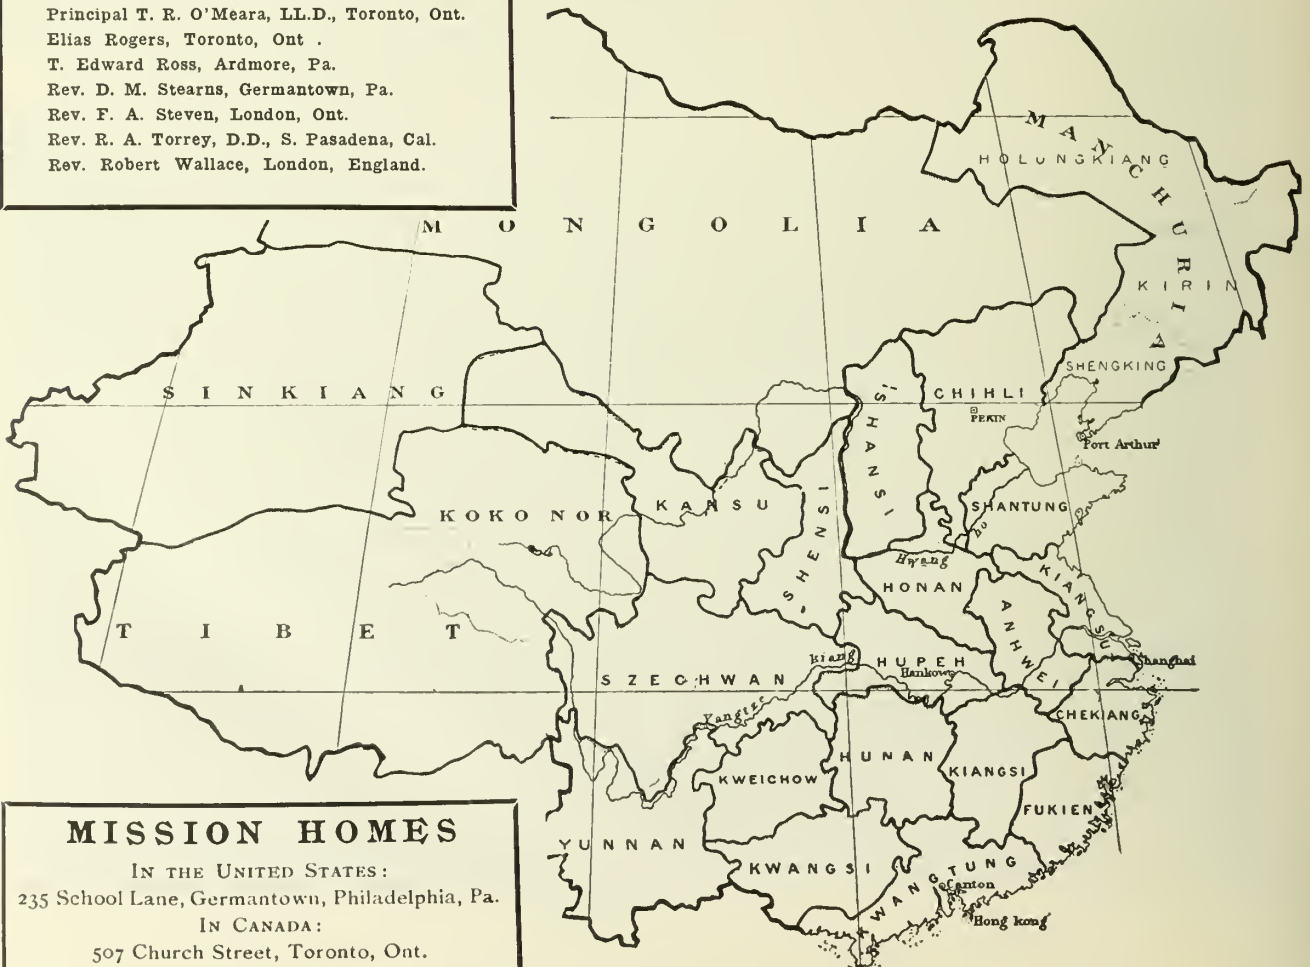 Principal T. R. O'Meara, LL.D., Toronto, Ont.
Elias Rogers, Toronto, Ont .
T. Edward Ross, Ardmore, Pa.
Rev. D. M. Stearns, Germantown, Pa.
Rev. F. A. Steven, London, Ont.
Rev. R. A. Torrey, D.D., S. Pasadena, Cal.
Rev. Robert Wallace, London, England.
MANCHURIA
HOLUNGKIANG
MONGOLIA
KIRIN
SHENGKING
SINKIANG
CHIHLI
PEKIN
SHANSI
Port Arthur
KOKO NOR
KANSU
SHANTUNG
SHENSI
Hwang
ho
HONAN
KIANGSU
ANHWEI
TIBET
SZECHWAN
Kiang
HUPEH
Hankow
Shanghai
Yangtze
CHEKIANG
HUNAN
KIANGSI
KWEICHOW
FUKIEN
YUNNAN
KWANGSI
KWANGTUNG
Canton
Hong kong
MISSION HOMES
IN THE UNITED STATES:
235 School Lane, Germantown, Philadelphia, Pa.
IN CANADA:
507 Church Street, Toronto, Ont.